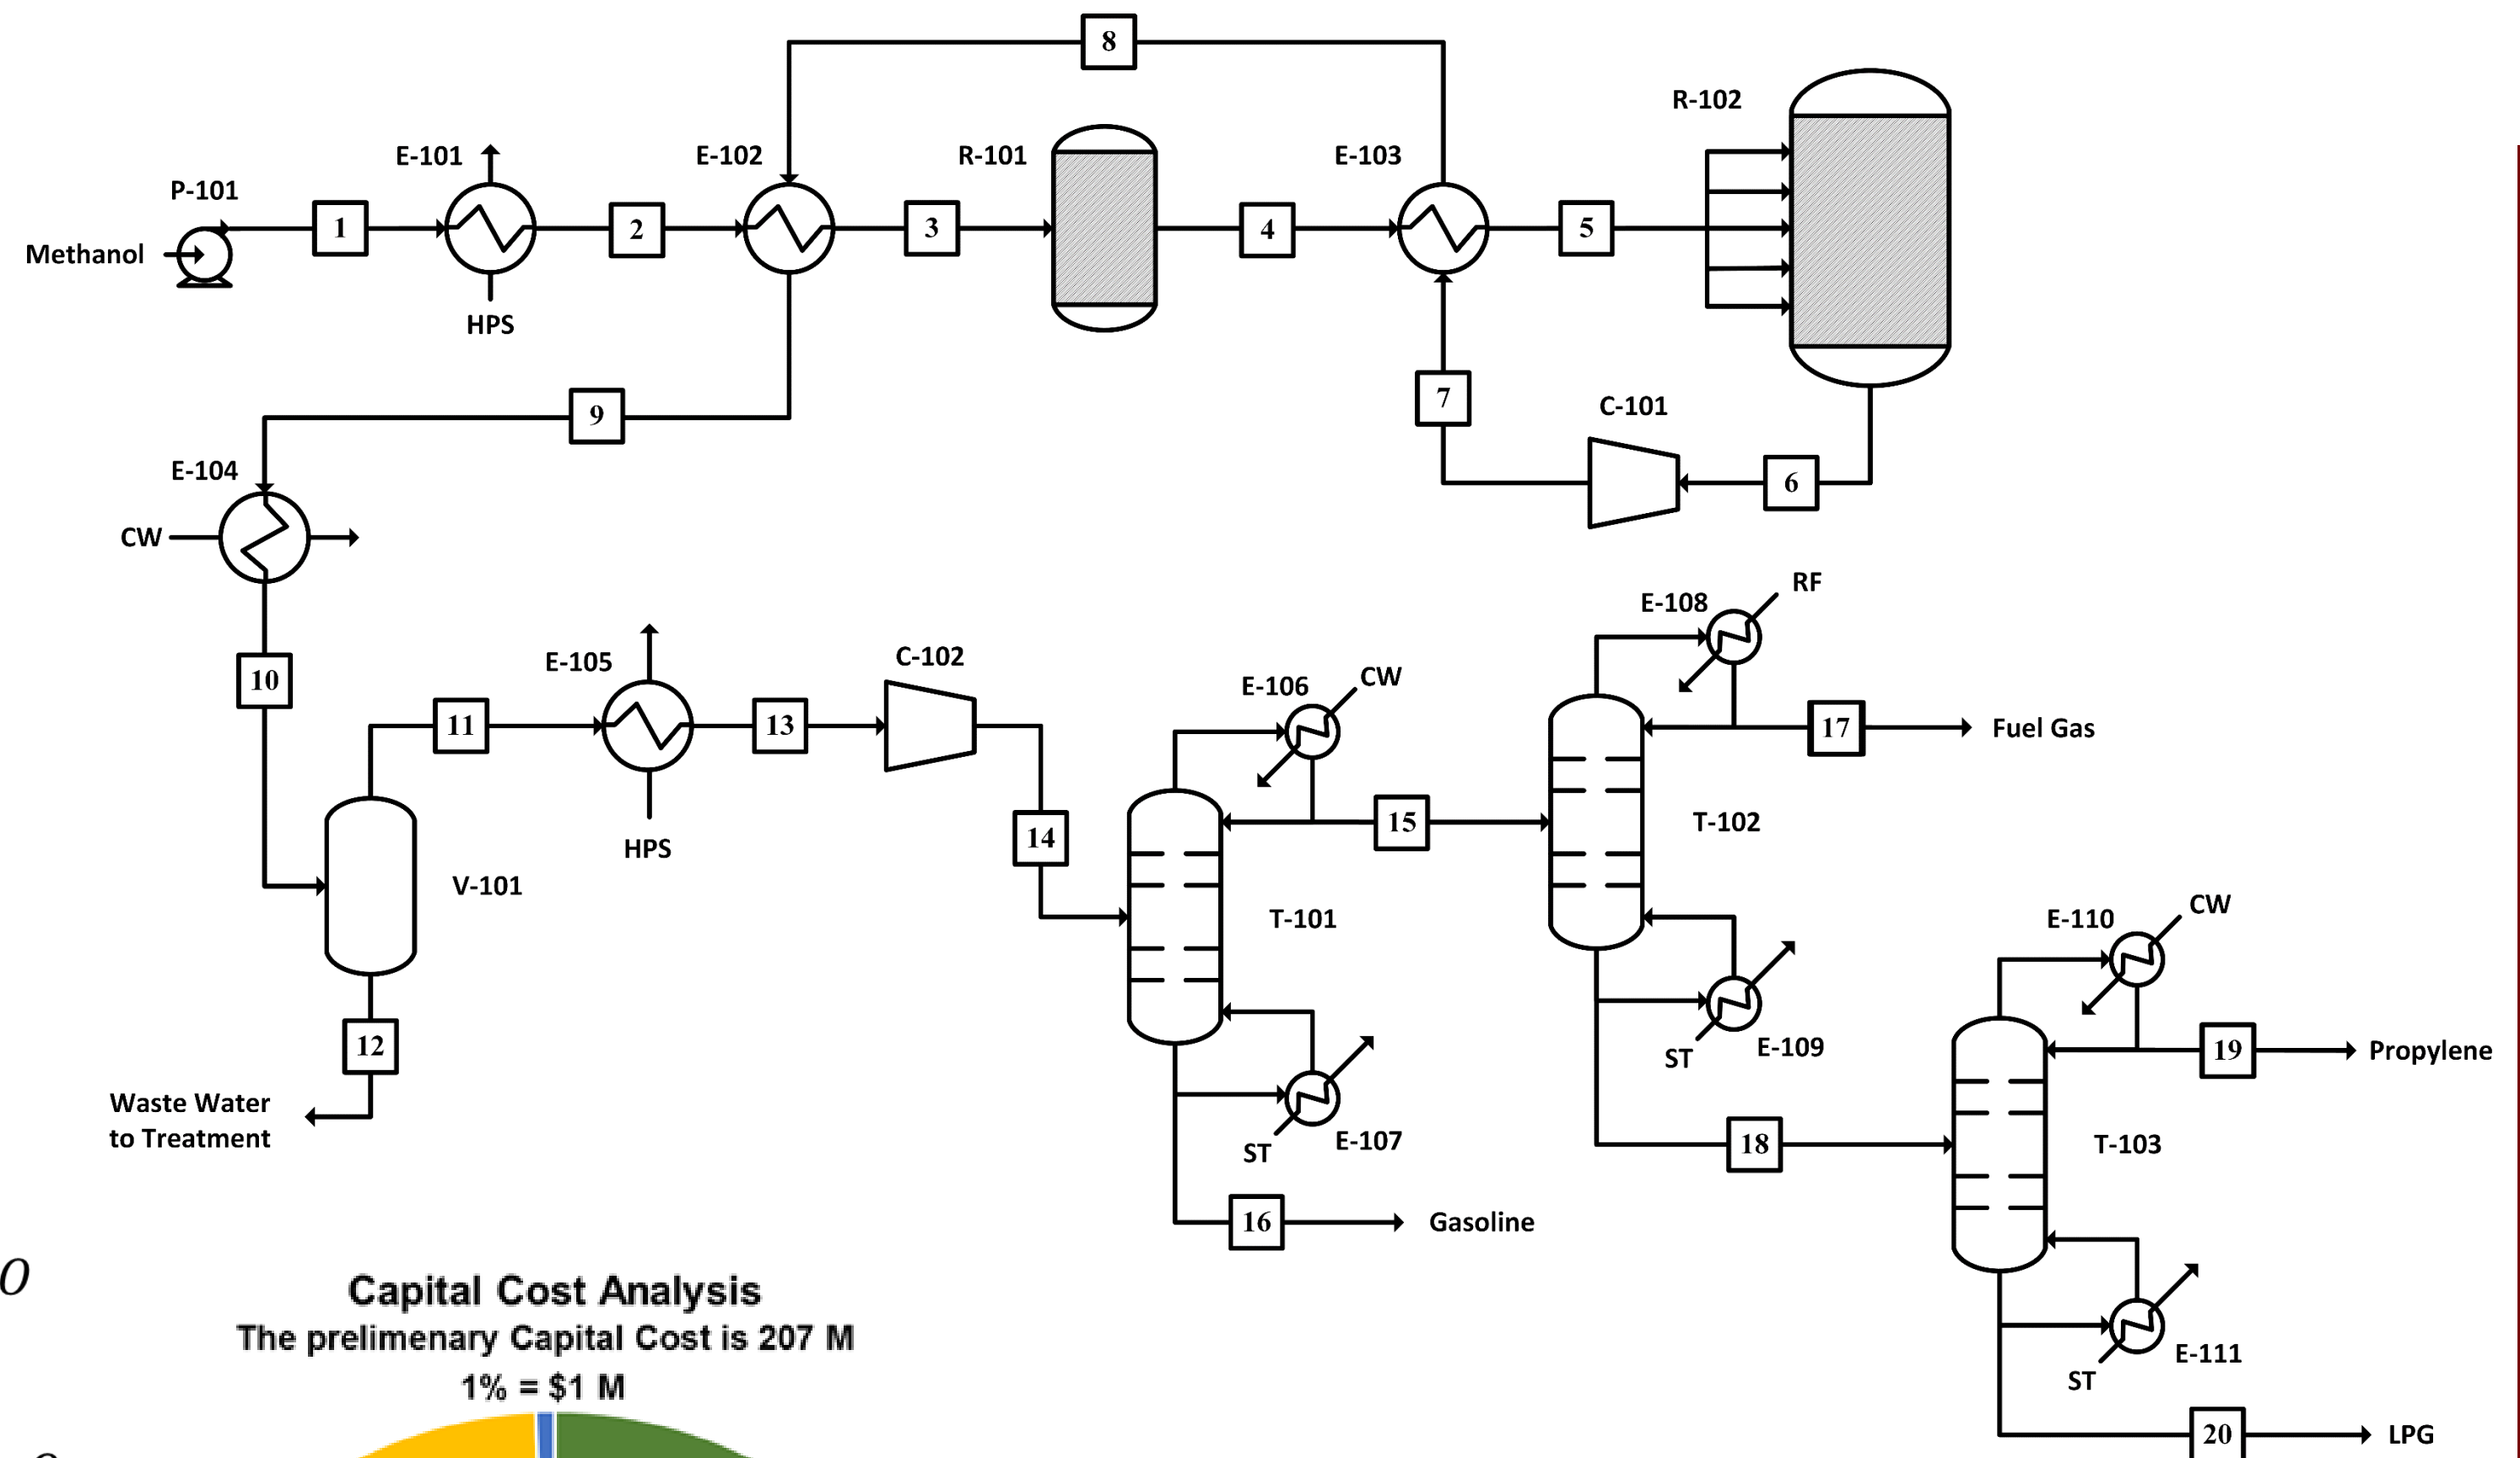 8
R-102
E-101
E-102
R-101
E-103
P-101
1
2
3
4
5
Methanol
HPS
7
C-101
9
6
E-104
CW
10
E-105
C-102
E-108
RF
E-106
CW
11
13
17
Fuel Gas
14
15
T-102
HPS
V-101
T-101
E-110
CW
12
ST
E-109
19
Propylene
Waste Water
to Treatment
ST
E-107
18
T-103
16
Gasoline
0
Capital Cost Analysis
The prelimenary Capital Cost is 207 M
1% = $1 M
ST
E-111
20
LPG